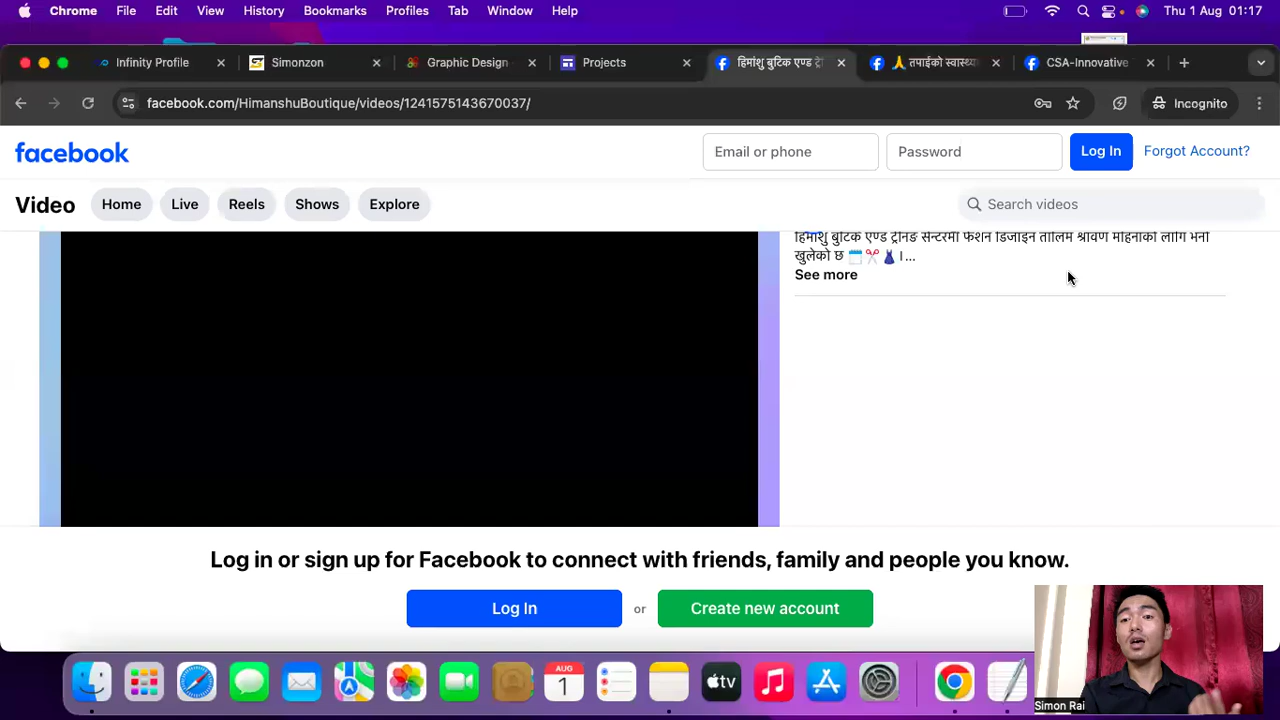 Chrome File Edit View History Bookmarks Profiles Tab Window Help Thu 1 Aug 01:17
Infinity Profile Simonzon Graphic Design Projects हिमांशु बुटिक एण्ड 🙏 तपाईको स्वास्थ्य CSA-Innovative
facebook.com/HimanshuBoutique/videos/1241575143670037/ Incognito
facebook Email or phone Password Log In Forgot Account?
Video Home Live Reels Shows Explore Search videos
हिमांशु बुटिक एण्ड ट्रेनिङ सेन्टरमा फेशन डिजाइन तालिम श्रावण महिनाको लागि भर्ना
खुलेको छ 🗓️✂️👗।...
See more
Log in or sign up for Facebook to connect with friends, family and people you know.
Log In or Create new account
AUG
1
tv
Simon Rai